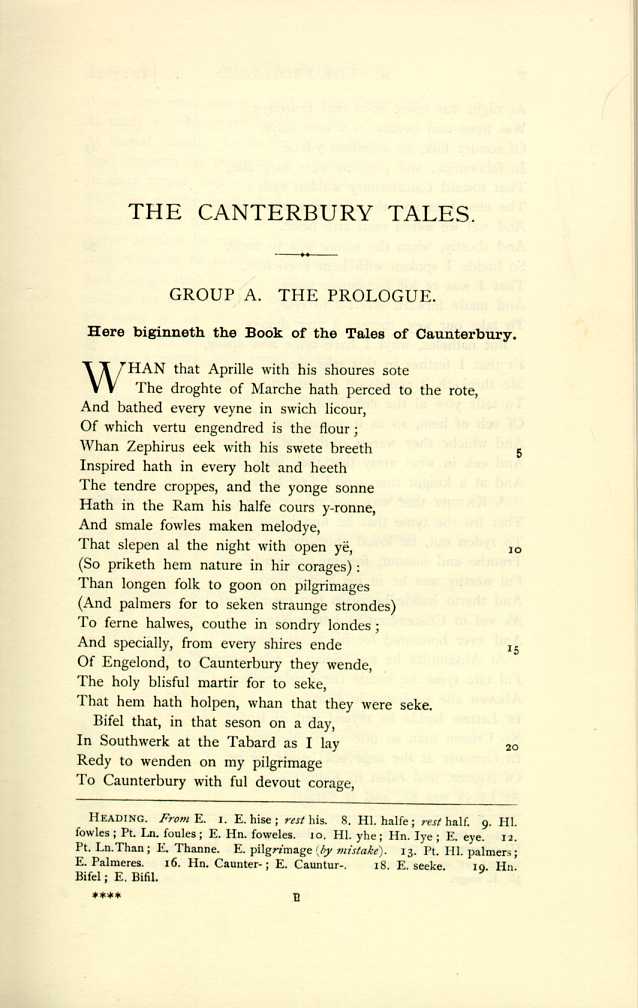 THE CANTERBURY TALES.
GROUP A. THE PROLOGUE.
Here biginneth the Book of the Tales of Caunterbury.
WHAN that Aprille with his shoures sote
The droghte of Marche hath perced to the rote,
And bathed every veyne in swich licour,
Of which vertu engendred is the flour ;
Whan Zephirus eek with his swete breeth
5
Inspired hath in every holt and heeth
The tendre croppes, and the yonge sonne
Hath in the Ram his halfe cours y-ronne,
And smale fowles maken melodye,
That slepen al the night with open yë,
10
(So priketh hem nature in hir corages) :
Than longen folk to goon on pilgrimages
(And palmers for to seken straunge strondes)
To ferne halwes, couthe in sondry londes ;
And specially, from every shires ende
15
Of Engelond, to Caunterbury they wende,
The holy blisful martir for to seke,
That hem hath holpen, whan that they were seke.
Bifel that, in that seson on a day,
In Southwerk at the Tabard as I lay
20
Redy to wenden on my pilgrimage
To Caunterbury with ful devout corage,
HEADING. From E. 1. E. hise ; rest his. 8. Hl. halfe ; rest half. 9. Hl.
fowles ; Pt. Ln. foules ; E. Hn. foweles. 10. Hl. yhe ; Hn. Iye ; E. eye. 12.
Pt. Ln.Than ; E. Thanne. E. pilgrimage (by mistake). 13. Pt. Hl. palmers ;
E. Palmeres. 16. Hn. Caunter- ; E. Cauntur-. 18. E. seeke. 19. Hn.
Bifel ; E. Bifil.
**** B